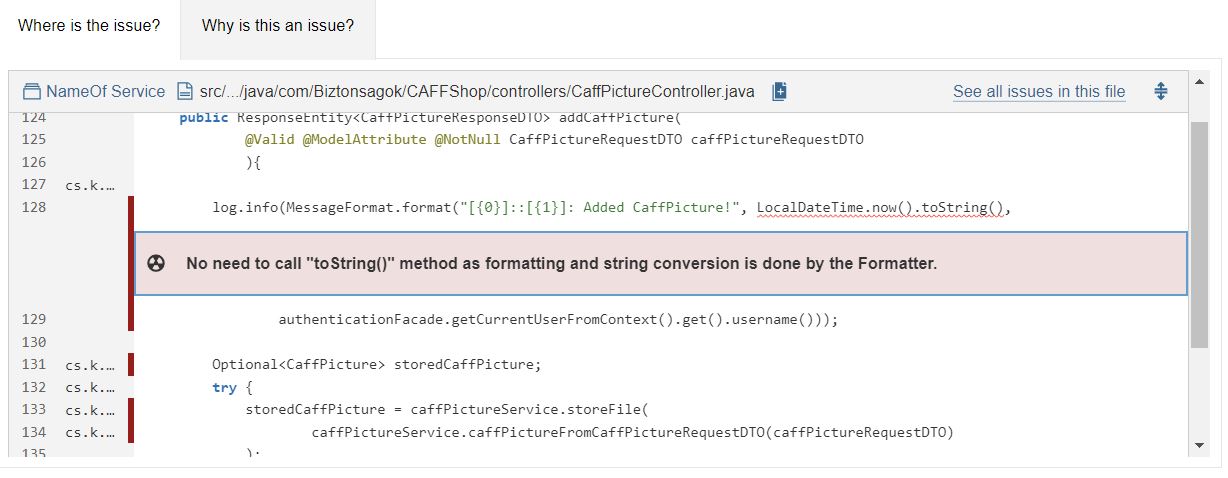 Where is the issue? Why is this an issue?
NameOf Service src/.../java/com/Biztonsagok/CAFFShop/controllers/CaffPictureController.java See all issues in this file
124 public ResponseEntity<CaffPictureResponseDTO> addCaffPicture(
125 @Valid @ModelAttribute @NotNull CaffPictureRequestDTO caffPictureRequestDTO
126 ){
127 cs.k.…
128 log.info(MessageFormat.format("[{0}]::[{1}]: Added CaffPicture!", LocalDateTime.now().toString(),
No need to call "toString()" method as formatting and string conversion is done by the Formatter.
129 authenticationFacade.getCurrentUserFromContext().get().username()));
130
131 cs.k.… Optional<CaffPicture> storedCaffPicture;
132 cs.k.… try {
133 cs.k.… storedCaffPicture = caffPictureService.storeFile(
134 cs.k.… caffPictureService.caffPictureFromCaffPictureRequestDTO(caffPictureRequestDTO)
135 );